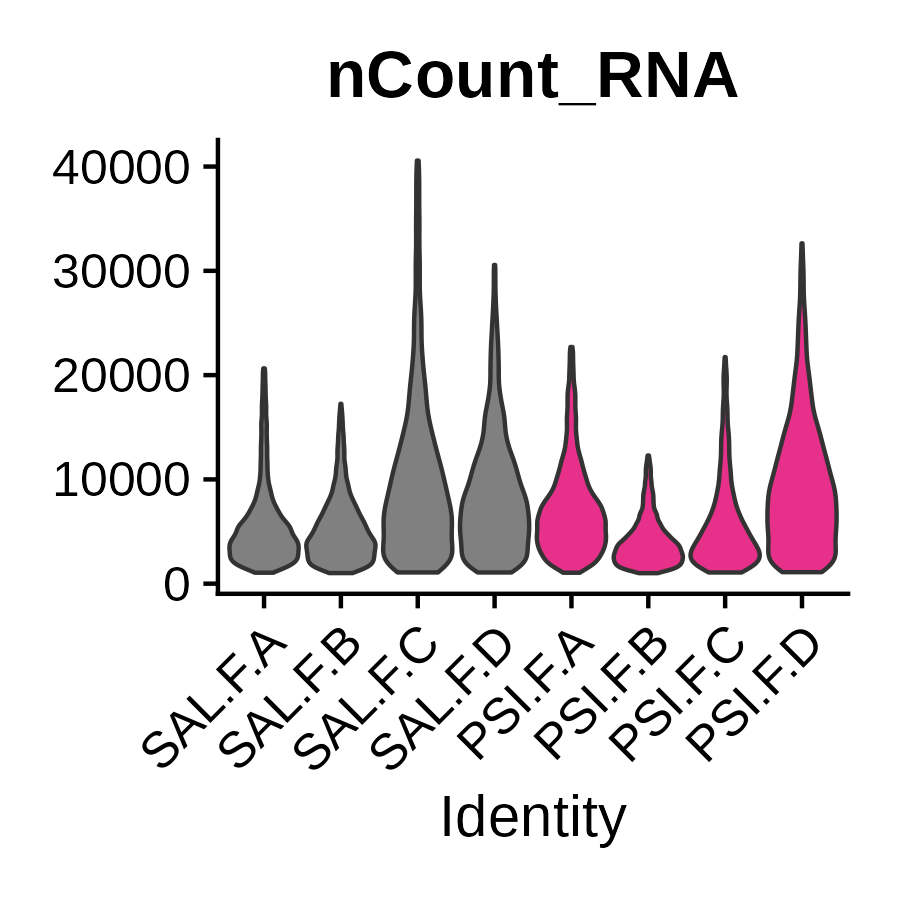 nCount_RNA
40000
30000
20000
10000
0
SAL.F.A
SAL.F.B
SAL.F.C
SAL.F.D
PSI.F.A
PSI.F.B
PSI.F.C
PSI.F.D
Identity